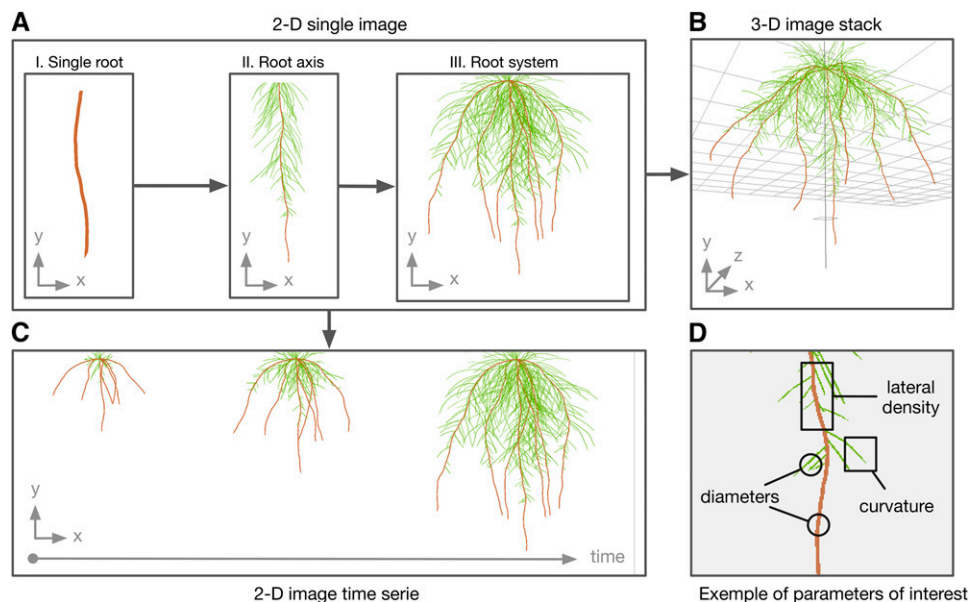 A
2-D single image
I. Single root
II. Root axis
III. Root system
y
x
y
x
y
x
B
3-D image stack
y
z
x
C
y
x
time
2-D image time serie
D
lateral
density
diameters
curvature
Exemple of parameters of interest